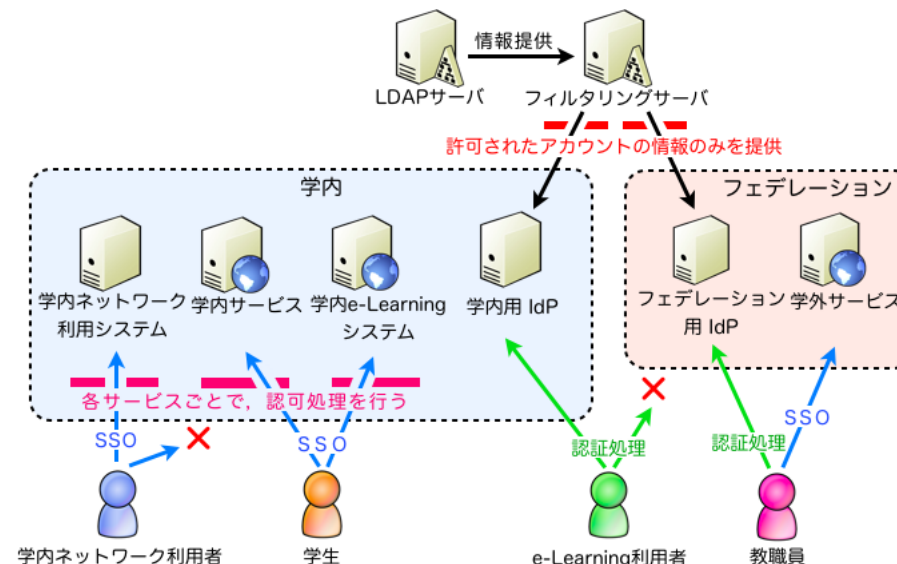 情報提供
LDAPサーバ
フィルタリングサーバ
許可されたアカウントの情報のみを提供
学内
フェデレーション
学内ネットワーク
利用システム
学内サービス
学内e-Learning
システム
学内用 IdP
フェデレーション
用 IdP
学外サービス
各サービスごとで，認可処理を行う
SSO
SSO
認証処理
認証処理
SSO
学内ネットワーク利用者
学生
e-Learning利用者
教職員